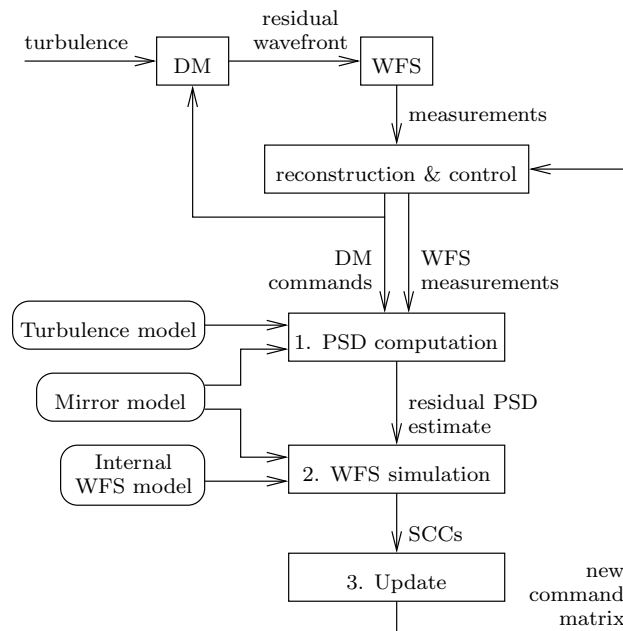 residual
wavefront
turbulence
DM
WFS
measurements
reconstruction & control
DM
commands
WFS
measurements
Turbulence model
1. PSD computation
Mirror model
residual PSD
estimate
Internal
WFS model
2. WFS simulation
SCCs
3. Update
new
command
matrix